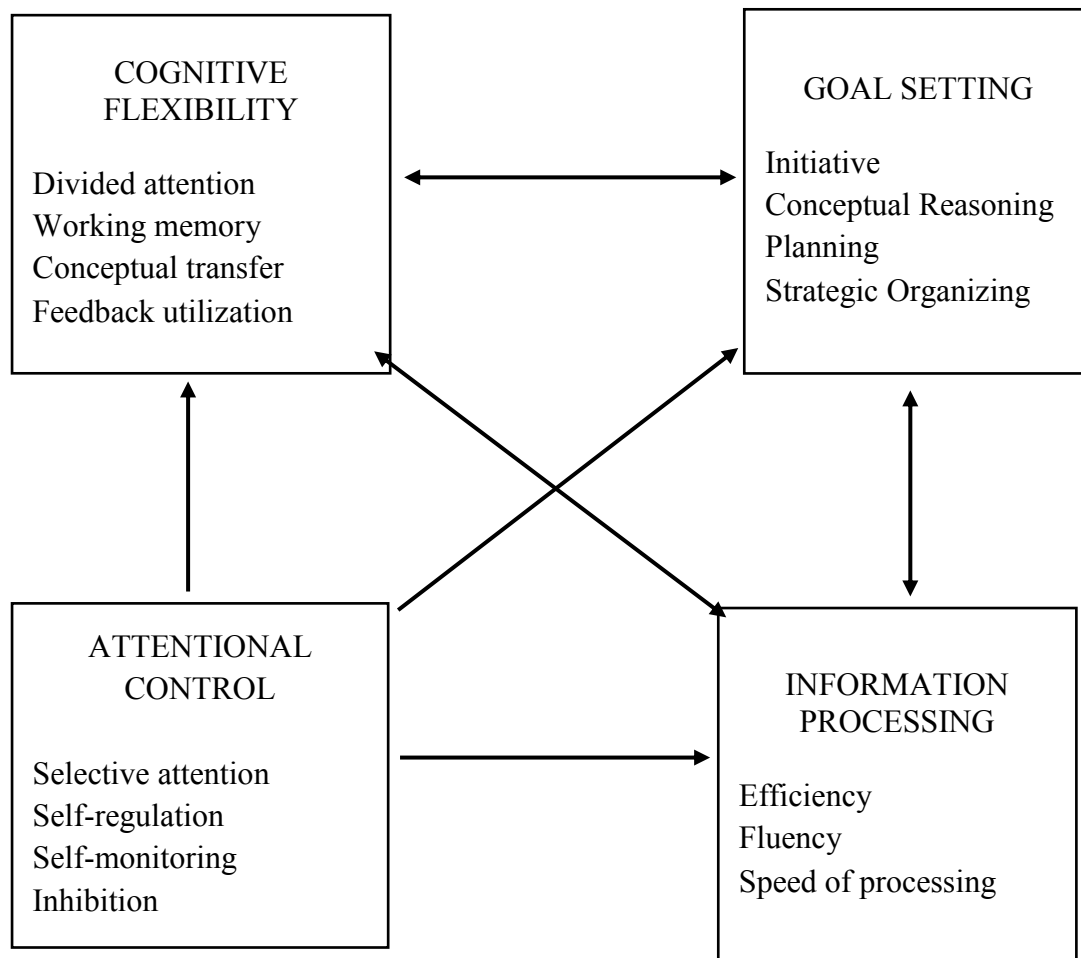 COGNITIVE
FLEXIBILITY
Divided attention
Working memory
Conceptual transfer
Feedback utilization
GOAL SETTING
Initiative
Conceptual Reasoning
Planning
Strategic Organizing
ATTENTIONAL
CONTROL
Selective attention
Self-regulation
Self-monitoring
Inhibition
INFORMATION
PROCESSING
Efficiency
Fluency
Speed of processing